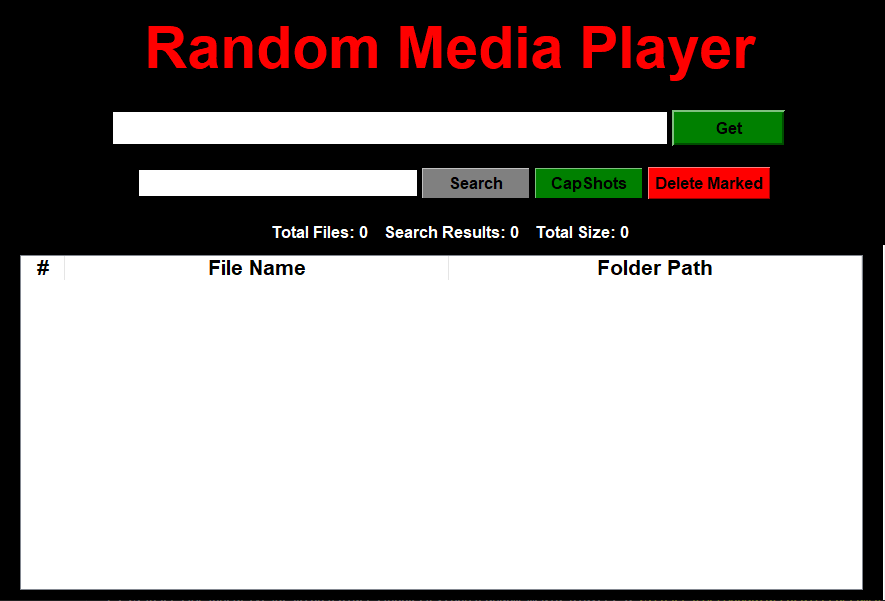 Random Media Player
Get
Search CapShots Delete Marked
Total Files: 0 Search Results: 0 Total Size: 0
# File Name Folder Path